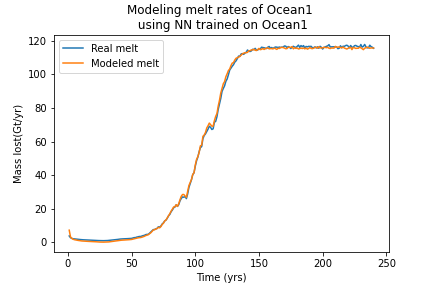 Modeling melt rates of Ocean1
using NN trained on Ocean1
Real melt
Modeled melt
Mass lost(Gt/yr)
120
100
80
60
40
20
0
0 50 100 150 200 250
Time (yrs)